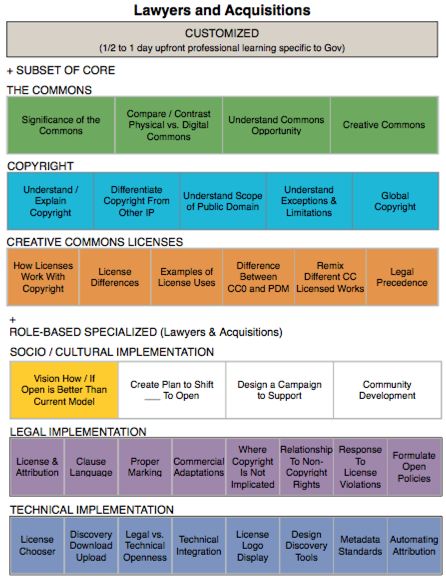 Lawyers and Acquisitions
CUSTOMIZED
(1/2 to 1 day upfront professional learning specific to Gov)
+ SUBSET OF CORE
THE COMMONS
Significance of the
Commons
Compare / Contrast
Physical vs. Digital
Commons
Understand Commons
Opportunity
Creative Commons
COPYRIGHT
Understand /
Explain
Copyright
Differentiate
Copyright From
Other IP
Understand Scope
of Public Domain
Understand
Exceptions &
Limitations
Global
Copyright
CREATIVE COMMONS LICENSES
How Licenses
Work With
Copyright
License
Differences
Examples of
License Uses
Difference
Between
CC0 and PDM
Remix
Different CC
Licensed Works
Legal
Precedence
+
ROLE-BASED SPECIALIZED (Lawyers & Acquisitions)
SOCIO / CULTURAL IMPLEMENTATION
Vision How / If
Open is Better Than
Current Model
Create Plan to Shift
___ To Open
Design a Campaign
to Support
Community
Development
LEGAL IMPLEMENTATION
License &
Attribution
Clause
Language
Proper
Marking
Commercial
Adaptations
Where
Copyright
Is Not
Implicated
Relationship
To Non-
Copyright
Rights
Response
To
License
Violations
Formulate
Open
Policies
TECHNICAL IMPLEMENTATION
License
Chooser
Discovery
Download
Upload
Legal vs.
Technical
Openness
Technical
Integration
License
Logo
Display
Design
Discovery
Tools
Metadata
Standards
Automating
Attribution